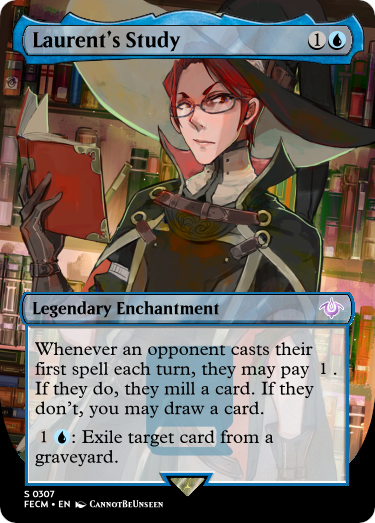 Laurent's Study 1
Legendary Enchantment
Whenever an opponent casts their
first spell each turn, they may pay 1.
If they do, they mill a card. If they
don't, you may draw a card.
1 : Exile target card from a
graveyard.
S 0307
FECM • EN CannotBeUnseen